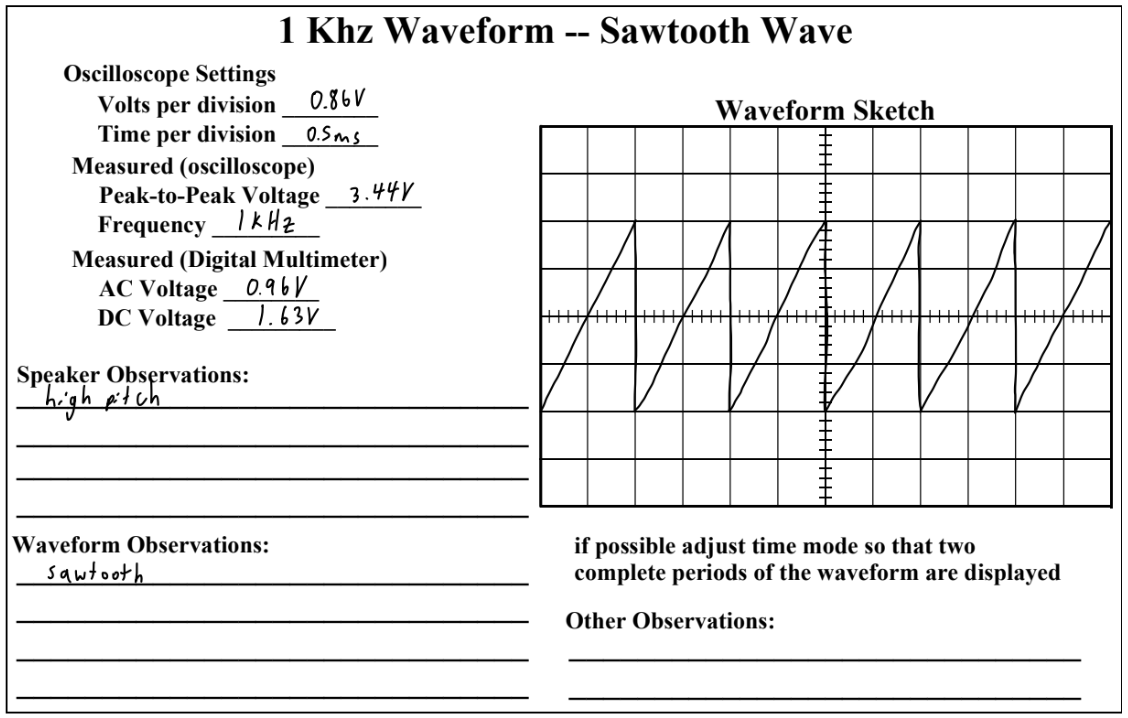 1 Khz Waveform -- Sawtooth Wave
Oscilloscope Settings
Volts per division 0.86V
Time per division 0.5ms
Measured (oscilloscope)
Peak-to-Peak Voltage 3.44V
Frequency 1kHz
Measured (Digital Multimeter)
AC Voltage 0.96V
DC Voltage 1.63V
Speaker Observations:
high pitch
Waveform Observations:
sawtooth
Waveform Sketch
if possible adjust time mode so that two
complete periods of the waveform are displayed
Other Observations: